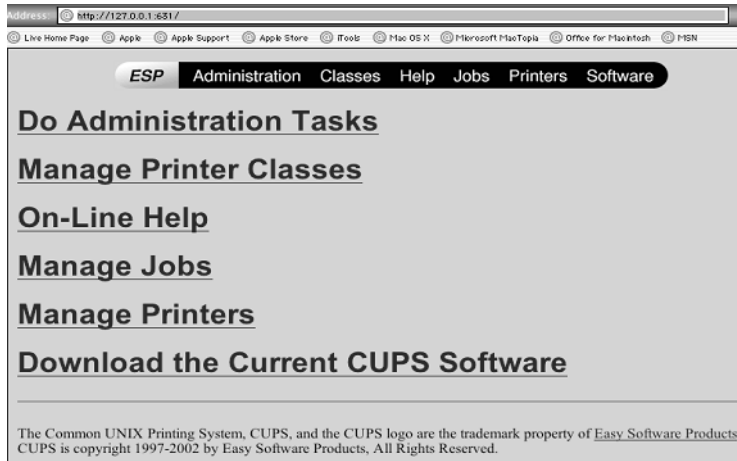 Address: http://127.0.0.1:631/
Live Home Page Apple Apple Support Apple Store iTools Mac OS X Microsoft MacTopia Office for Macintosh MSN
ESP Administration Classes Help Jobs Printers Software
Do Administration Tasks
Manage Printer Classes
On-Line Help
Manage Jobs
Manage Printers
Download the Current CUPS Software
The Common UNIX Printing System, CUPS, and the CUPS logo are the trademark property of Easy Software Products
CUPS is copyright 1997-2002 by Easy Software Products, All Rights Reserved.